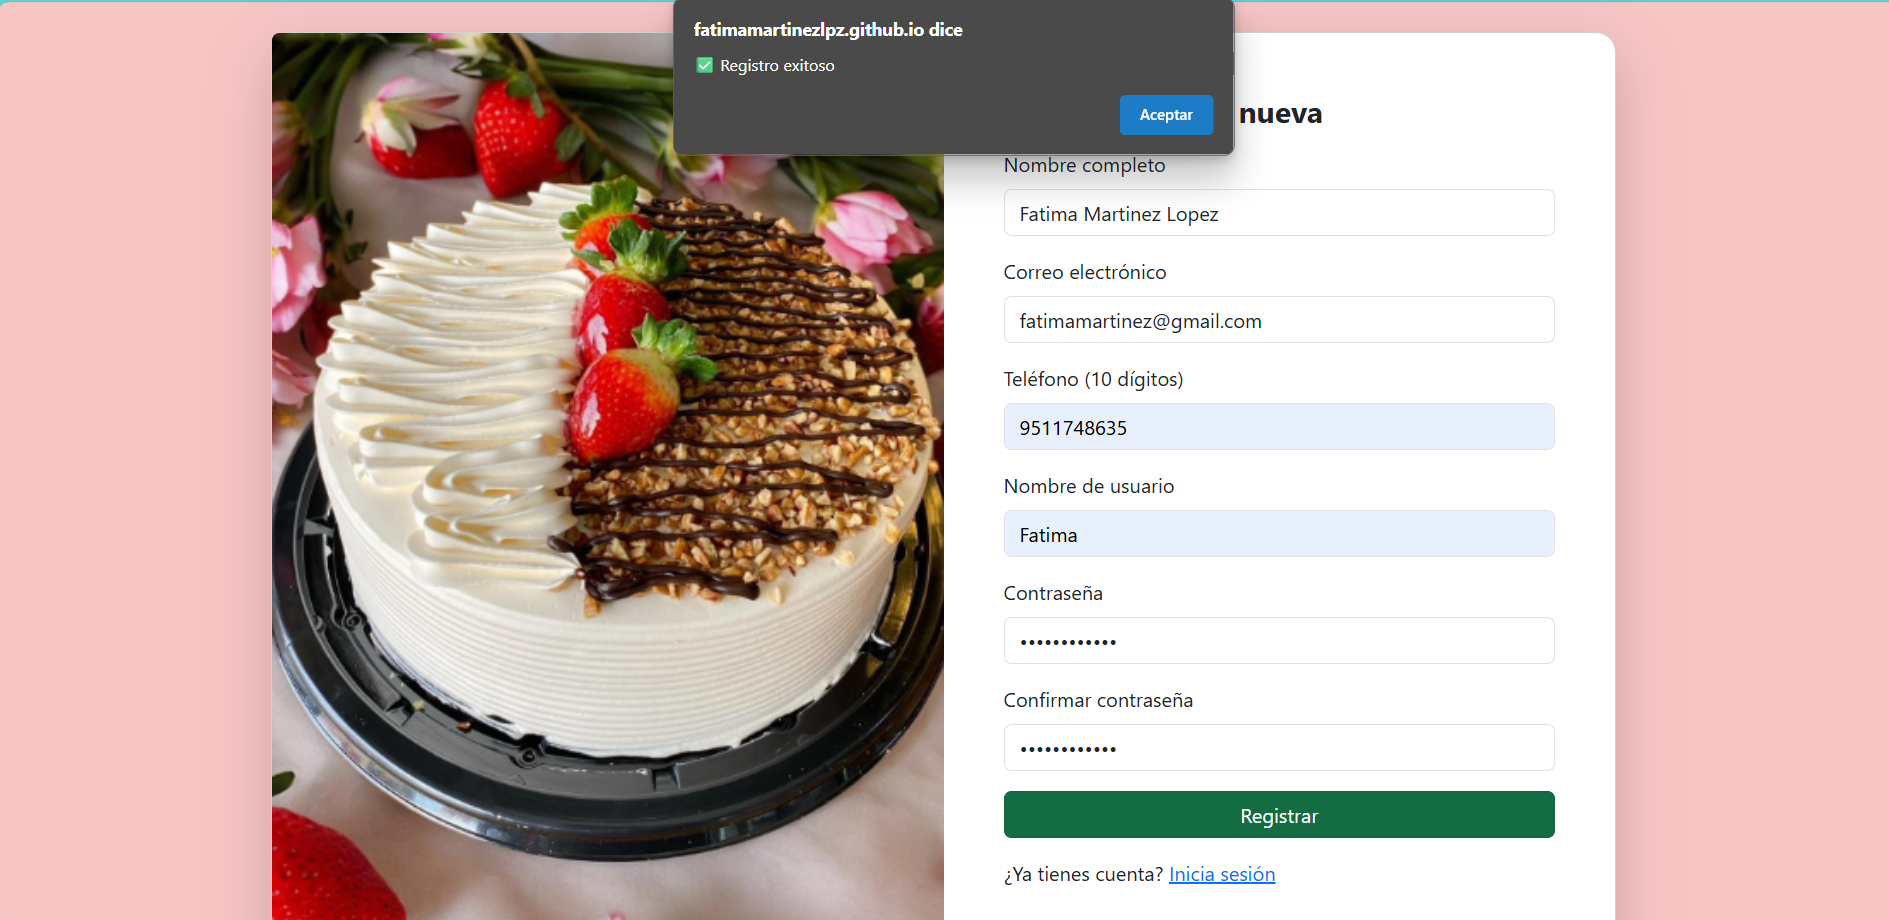 fatimamartinezlpz.github.io dice
✅ Registro exitoso
Aceptar
nueva
Nombre completo
Fatima Martinez Lopez
Correo electrónico
fatimamartinez@gmail.com
Teléfono (10 dígitos)
9511748635
Nombre de usuario
Fatima
Contraseña
••••••••••••
Confirmar contraseña
••••••••••••
Registrar
¿Ya tienes cuenta? Inicia sesión